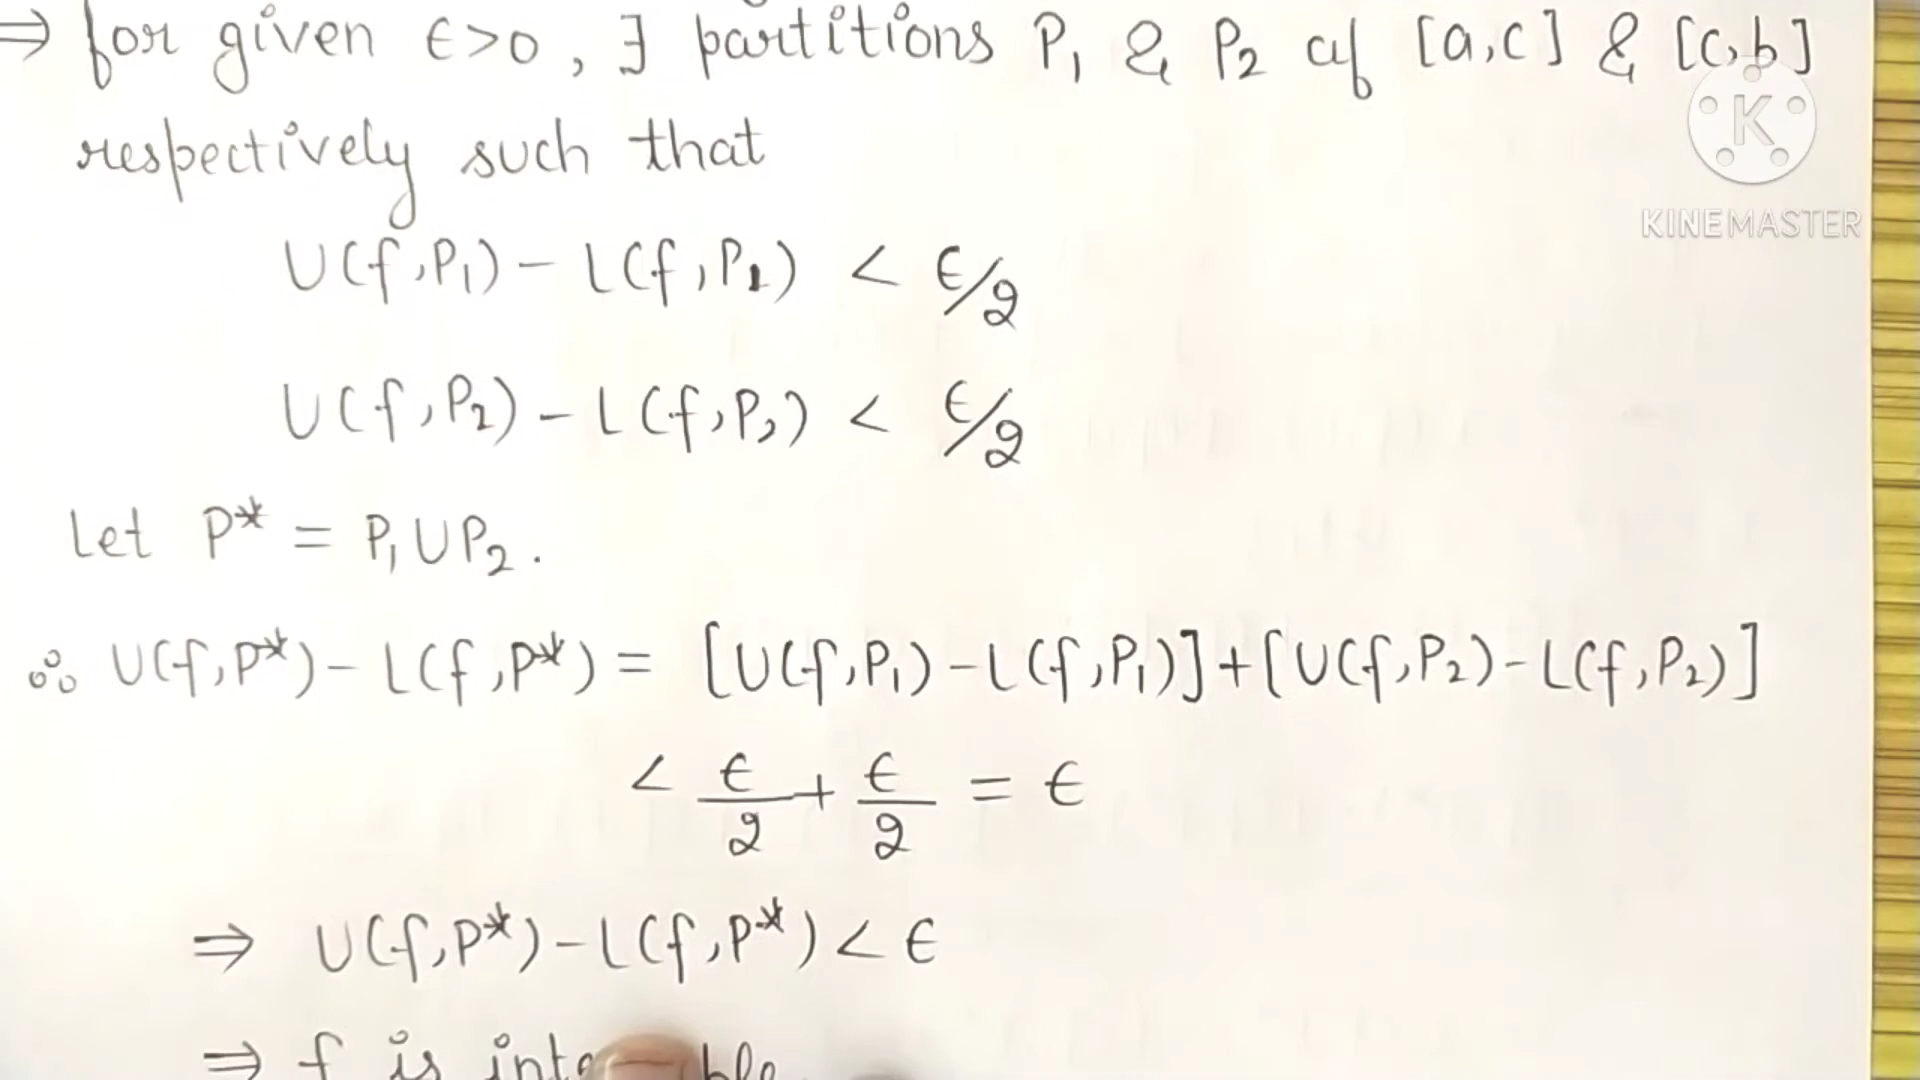 ⇒ for given ϵ>0, ∃ partitions P₁ & P₂ of [a,c] & [c,b]
K
respectively such that
KINEMASTER
U(f,P₁) - L(f,P₁) < ϵ/2
U(f,P₂) - L(f,P₂) < ϵ/2
Let P* = P₁∪P₂.
∴ U(f,P*) - L(f,P*) = [U(f,P₁) - L(f,P₁)] + [U(f,P₂) - L(f,P₂)]
< ϵ/2 + ϵ/2 = ϵ
⇒ U(f,P*) - L(f,P*) < ϵ
⇒ f is